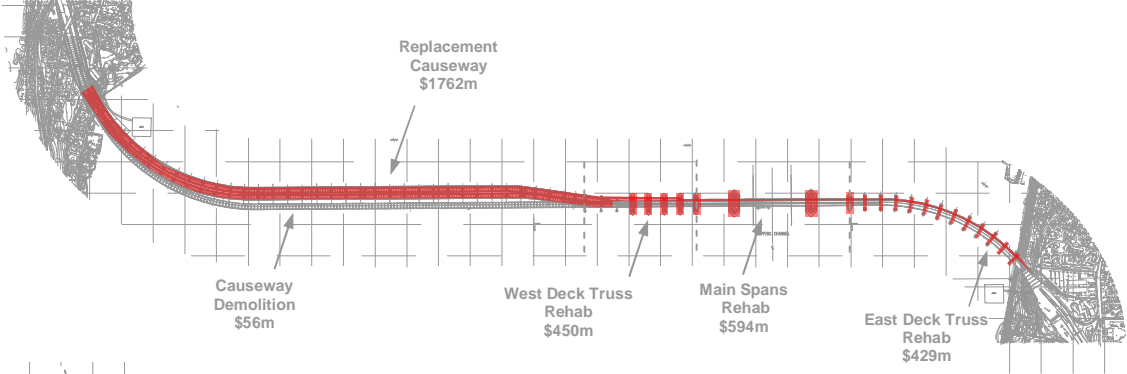 Replacement
Causeway
$1762m
Causeway
Demolition
$56m
West Deck Truss
Rehab
$450m
Main Spans
Rehab
$594m
East Deck Truss
Rehab
$429m